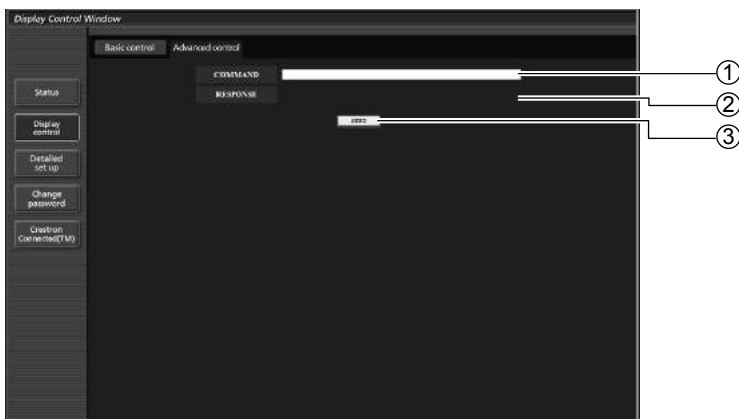 Display Control Window
Basic control Advanced control
COMMAND ①
RESPONSE ②
SEND ③
Status
Display
control
Detailed
set up
Change
password
Crestron
Connected(TM)